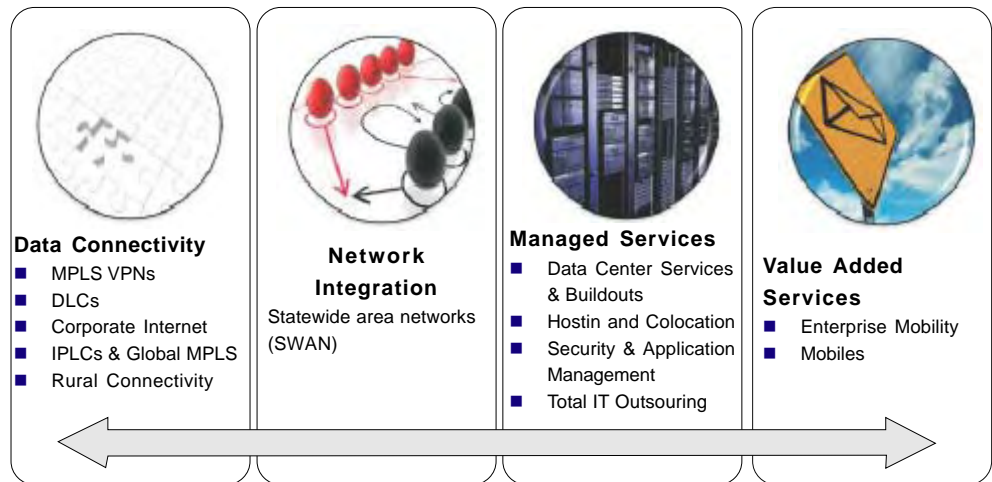 Data Connectivity
MPLS VPNs
DLCs
Corporate Internet
IPLCs & Global MPLS
Rural Connectivity
Network
Integration
Statewide area networks
(SWAN)
Managed Services
Data Center Services
& Buildouts
Hostin and Colocation
Security & Application
Management
Total IT Outsouring
Value Added
Services
Enterprise Mobility
Mobiles